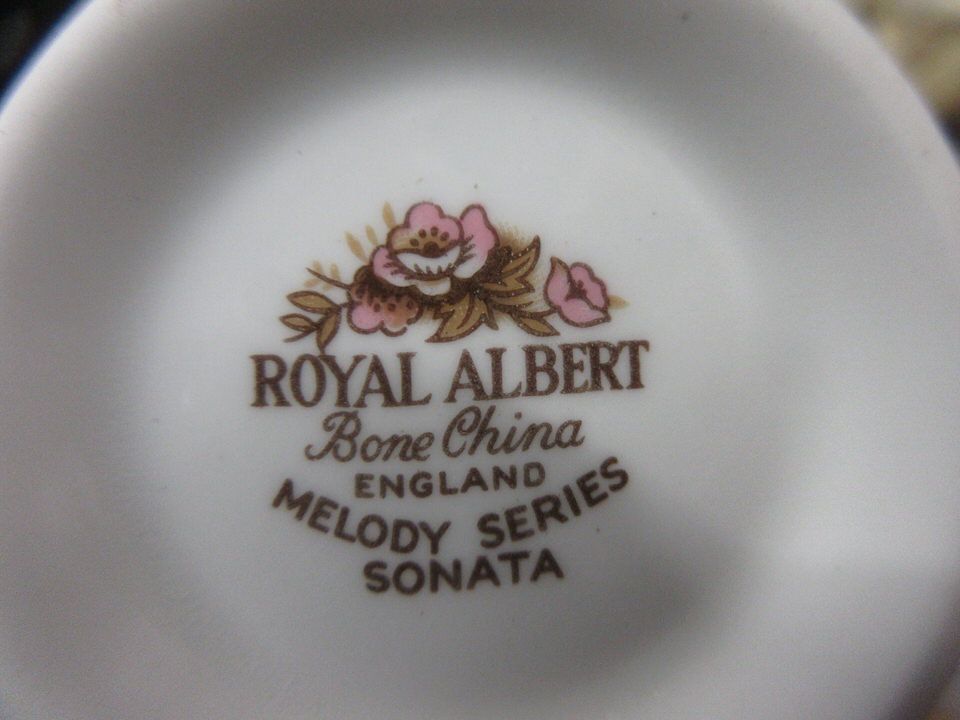 ROYAL ALBERT
Bone China
ENGLAND
MELODY SERIES
SONATA